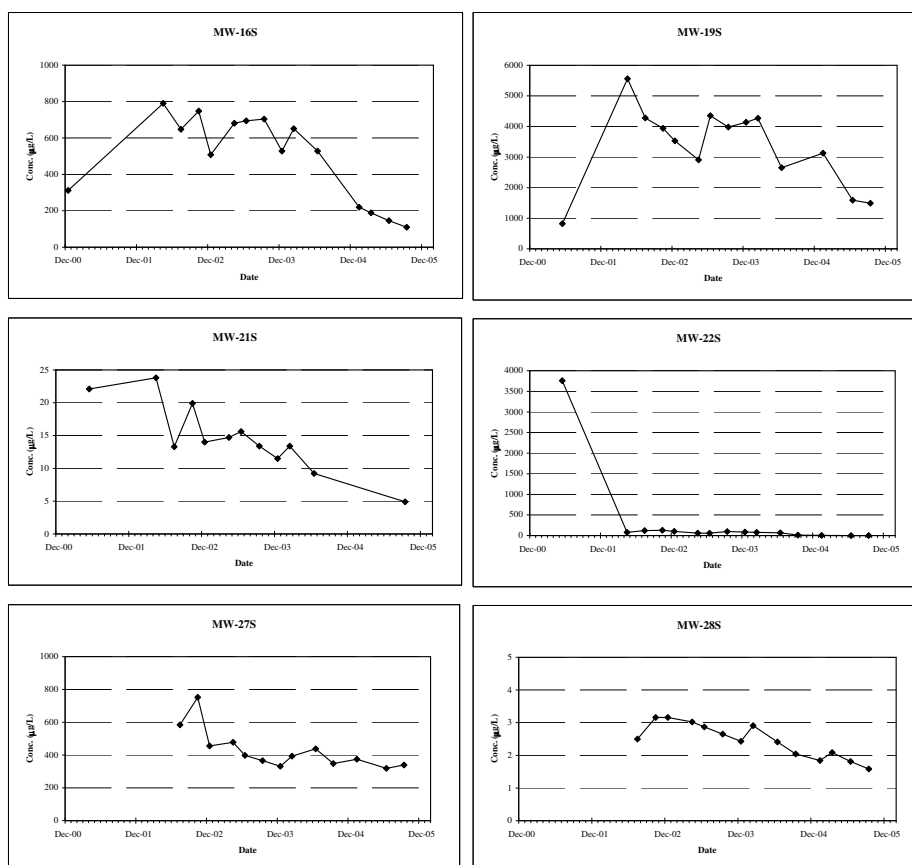 MW-16S
1000
800
600
400
200
0
Conc. (µg/L)
Dec-00 Dec-01 Dec-02 Dec-03 Dec-04 Dec-05
Date
MW-19S
6000
5000
4000
3000
2000
1000
0
Conc. (µg/L)
Dec-00 Dec-01 Dec-02 Dec-03 Dec-04 Dec-05
Date
MW-21S
25
20
15
10
5
0
Conc. (µg/L)
Dec-00 Dec-01 Dec-02 Dec-03 Dec-04 Dec-05
Date
MW-22S
4000
3500
3000
2500
2000
1500
1000
500
0
Conc. (µg/L)
Dec-00 Dec-01 Dec-02 Dec-03 Dec-04 Dec-05
Date
MW-27S
1000
800
600
400
200
0
Conc. (µg/L)
Dec-00 Dec-01 Dec-02 Dec-03 Dec-04 Dec-05
Date
MW-28S
5
4
3
2
1
0
Conc. (µg/L)
Dec-00 Dec-01 Dec-02 Dec-03 Dec-04 Dec-05
Date